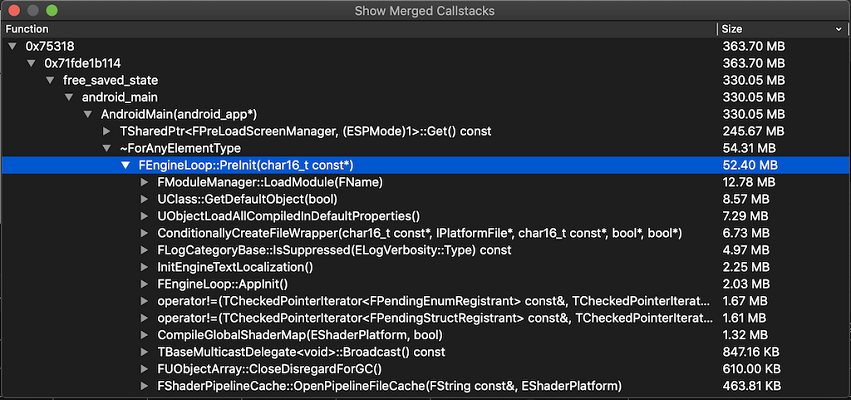 Show Merged Callstacks
Function Size
0x75318 363.70 MB
0x71fde1b114 363.70 MB
free_saved_state 330.05 MB
android_main 330.05 MB
AndroidMain(android_app*) 330.05 MB
TSharedPtr<FPreLoadScreenManager, (ESPMode)1>::Get() const 245.67 MB
~ForAnyElementType 54.31 MB
FEngineLoop::PreInit(char16_t const*) 52.40 MB
FModuleManager::LoadModule(FName) 12.78 MB
UClass::GetDefaultObject(bool) 8.57 MB
UObjectLoadAllCompiledInDefaultProperties() 7.29 MB
ConditionallyCreateFileWrapper(char16_t const*, IPlatformFile*, char16_t const*, bool*, bool*) 6.73 MB
FLogCategoryBase::IsSuppressed(ELogVerbosity::Type) const 4.97 MB
InitEngineTextLocalization() 2.25 MB
FEngineLoop::AppInit() 2.03 MB
operator!=(TCheckedPointerIterator<FPendingEnumRegistrant> const&, TCheckedPointerIterat... 1.67 MB
operator!=(TCheckedPointerIterator<FPendingStructRegistrant> const&, TCheckedPointerIterat... 1.61 MB
CompileGlobalShaderMap(EShaderPlatform, bool) 1.32 MB
TBaseMulticastDelegate<void>::Broadcast() const 847.16 KB
FUObjectArray::CloseDisregardForGC() 610.00 KB
FShaderPipelineCache::OpenPipelineFileCache(FString const&, EShaderPlatform) 463.81 KB